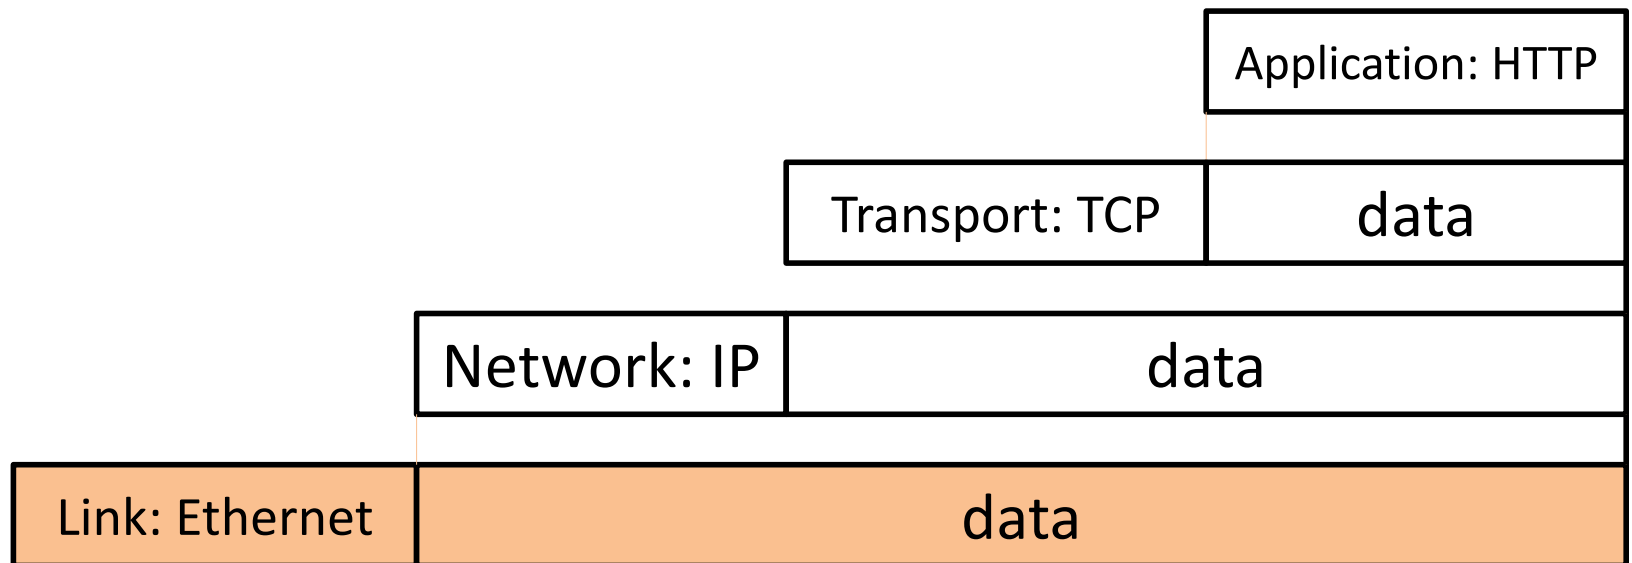 Application: HTTP
Transport: TCP data
Network: IP data
Link: Ethernet data